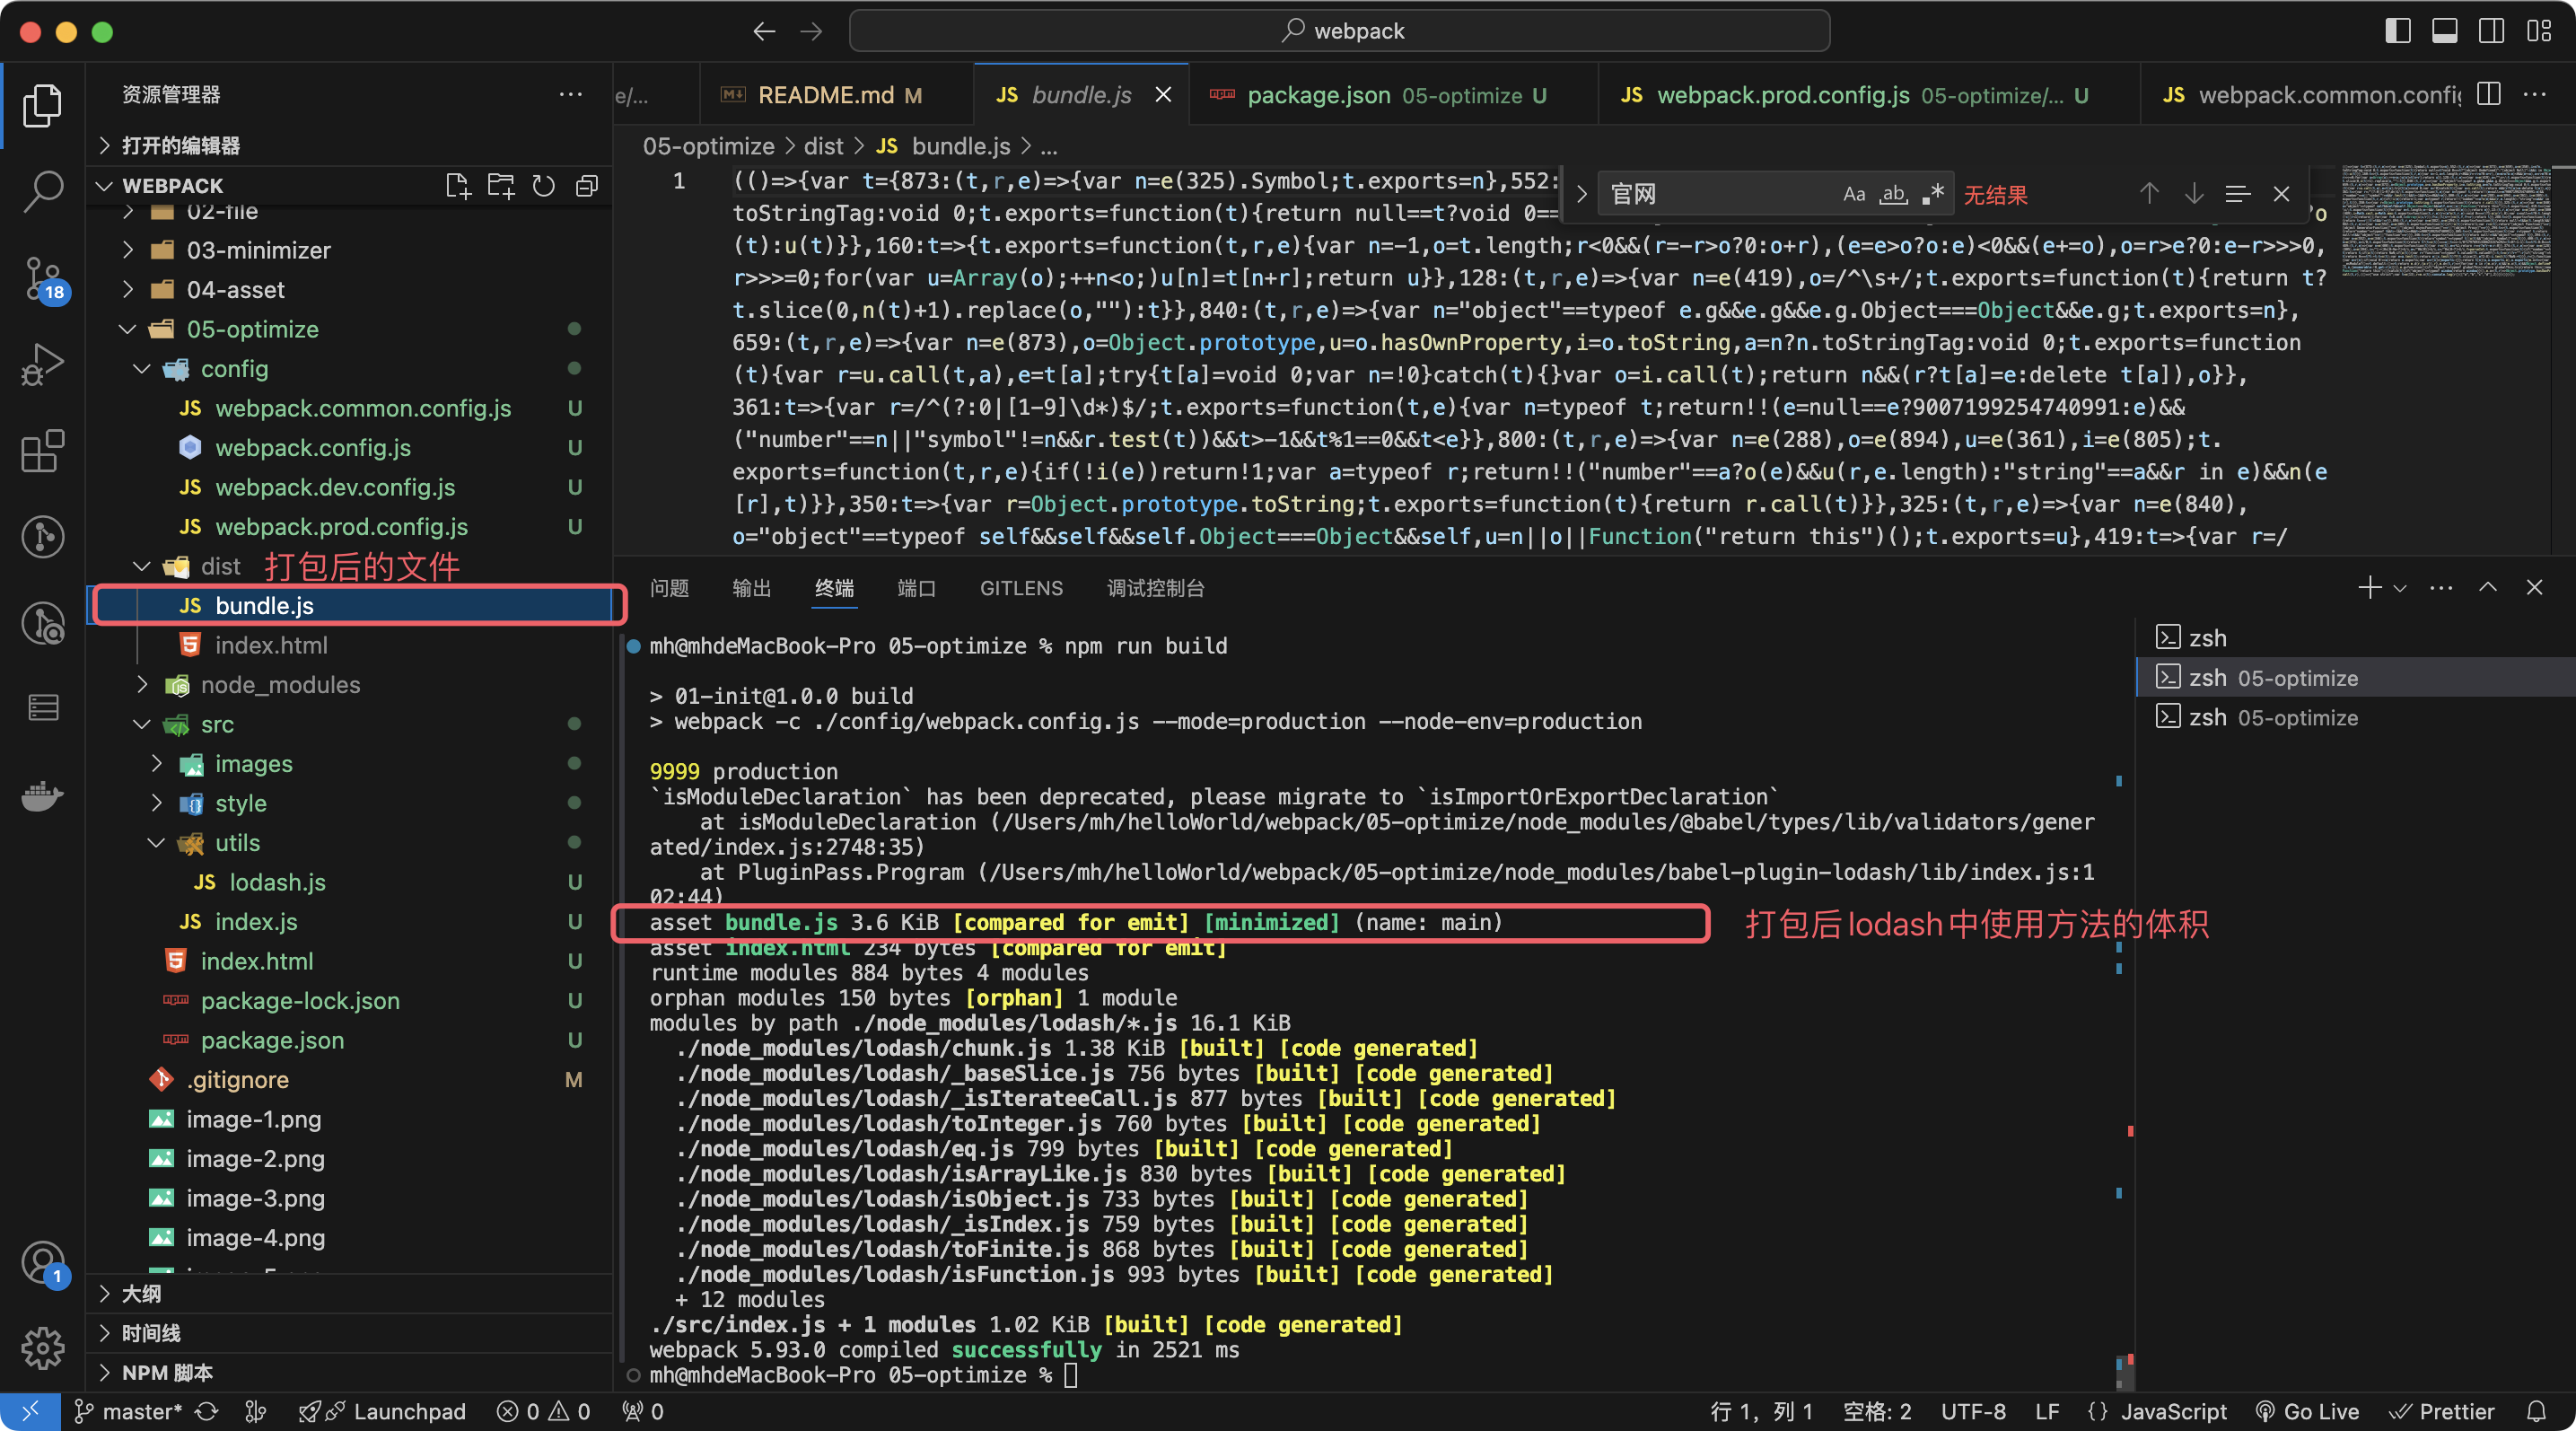 webpack
资源管理器
打开的编辑器
WEBPACK
02-file
03-minimizer
04-asset
05-optimize
config
webpack.common.config.js U
webpack.config.js U
webpack.dev.config.js U
webpack.prod.config.js U
dist 打包后的文件
bundle.js
index.html
node_modules
src
images
style
utils
lodash.js U
index.js U
index.html U
package-lock.json U
package.json U
.gitignore M
image-1.png
image-2.png
image-3.png
image-4.png
大纲
时间线
NPM 脚本
18
1
e/...
README.md M
JS bundle.js
package.json 05-optimize U
JS webpack.prod.config.js 05-optimize/... U
JS webpack.common.config
05-optimize > dist > JS bundle.js > ...
官网
Aa ab .*
无结果
1 (()=>{var t={873:(t,r,e)=>{var n=e(325).Symbol;t.exports=n},552:
toStringTag:void 0;t.exports=function(t){return null==t?void 0==
?o
(t):u(t)}},160:t=>{t.exports=function(t,r,e){var n=-1,o=t.length;r<0&&(r=-r>o?0:o+r),(e=e>o?o:e)<0&&(e+=o),o=r>e?0:e-r>>>0,
r>>>=0;for(var u=Array(o);++n<o;)u[n]=t[n+r];return u}},128:(t,r,e)=>{var n=e(419),o=/^\s+/;t.exports=function(t){return t?
t.slice(0,n(t)+1).replace(o,""):t}},840:(t,r,e)=>{var n="object"==typeof e.g&&e.g&&e.g.Object===Object&&e.g;t.exports=n},
659:(t,r,e)=>{var n=e(873),o=Object.prototype,u=o.hasOwnProperty,i=o.toString,a=n?n.toStringTag:void 0;t.exports=function
(t){var r=u.call(t,a),e=t[a];try{t[a]=void 0;var n=!0}catch(t){}var o=i.call(t);return n&&(r?t[a]=e:delete t[a]),o}},
361:t=>{var r=/^(?:0|[1-9]\d*)$/;t.exports=function(t,e){var n=typeof t;return!!(e=null==e?9007199254740991:e)&&
("number"==n||"symbol"!=n&&r.test(t))&&t>-1&&t%1==0&&t<e}},800:(t,r,e)=>{var n=e(288),o=e(894),u=e(361),i=e(805);t.
exports=function(t,r,e){if(!i(e))return!1;var a=typeof r;return!!("number"==a?o(e)&&u(r,e.length):"string"==a&&r in e)&&n(e
[r],t)}},350:t=>{var r=Object.prototype.toString;t.exports=function(t){return r.call(t)}},325:(t,r,e)=>{var n=e(840),
o="object"==typeof self&&self&&self.Object===Object&&self,u=n||o||Function("return this")();t.exports=u},419:t=>{var r=/
问题 输出 终端 端口 GITLENS 调试控制台
mh@mhdeMacBook-Pro 05-optimize % npm run build
> 01-init@1.0.0 build
> webpack -c ./config/webpack.config.js --mode=production --node-env=production
9999 production
`isModuleDeclaration` has been deprecated, please migrate to `isImportOrExportDeclaration`
at isModuleDeclaration (/Users/mh/helloWorld/webpack/05-optimize/node_modules/@babel/types/lib/validators/gener
ated/index.js:2748:35)
at PluginPass.Program (/Users/mh/helloWorld/webpack/05-optimize/node_modules/babel-plugin-lodash/lib/index.js:1
02:44)
asset bundle.js 3.6 KiB [compared for emit] [minimized] (name: main)
打包后lodash中使用方法的体积
asset index.html 234 bytes [compared for emit]
runtime modules 884 bytes 4 modules
orphan modules 150 bytes [orphan] 1 module
modules by path ./node_modules/lodash/*.js 16.1 KiB
./node_modules/lodash/chunk.js 1.38 KiB [built] [code generated]
./node_modules/lodash/_baseSlice.js 756 bytes [built] [code generated]
./node_modules/lodash/_isIterateeCall.js 877 bytes [built] [code generated]
./node_modules/lodash/toInteger.js 760 bytes [built] [code generated]
./node_modules/lodash/eq.js 799 bytes [built] [code generated]
./node_modules/lodash/isArrayLike.js 830 bytes [built] [code generated]
./node_modules/lodash/isObject.js 733 bytes [built] [code generated]
./node_modules/lodash/_isIndex.js 759 bytes [built] [code generated]
./node_modules/lodash/toFinite.js 868 bytes [built] [code generated]
./node_modules/lodash/isFunction.js 993 bytes [built] [code generated]
+ 12 modules
./src/index.js + 1 modules 1.02 KiB [built] [code generated]
webpack 5.93.0 compiled successfully in 2521 ms
mh@mhdeMacBook-Pro 05-optimize %
zsh
zsh 05-optimize
zsh 05-optimize
master* Launchpad 0 0 0
行 1，列 1 空格: 2 UTF-8 LF {} JavaScript Go Live Prettier